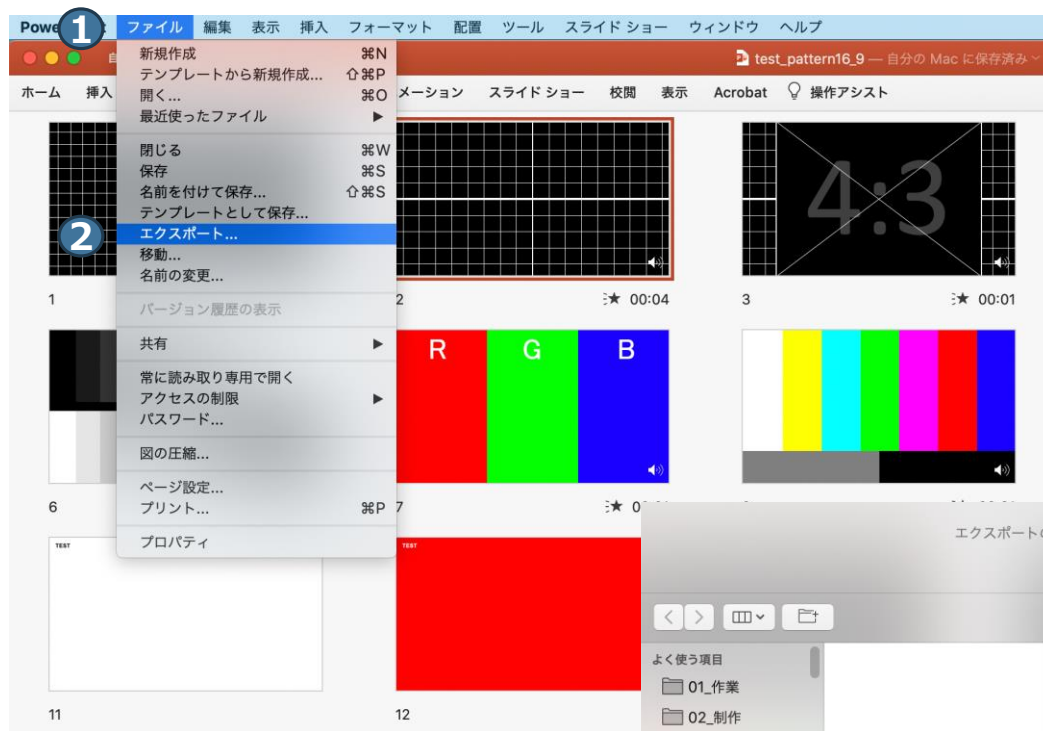 1
ファイル 編集 表示 挿入 フォーマット 配置 ツール スライド ショー ウィンドウ ヘルプ
test_pattern16_9 — 自分の Mac に保存済み
ホーム 挿入 メーション スライド ショー 校閲 表示 Acrobat 操作アシスト
新規作成 ⌘N
テンプレートから新規作成... ⇧⌘P
開く... ⌘O
最近使ったファイル ▶
閉じる ⌘W
保存 ⌘S
名前を付けて保存... ⇧⌘S
テンプレートとして保存...
2
エクスポート...
移動...
名前の変更...
バージョン履歴の表示
共有 ▶
常に読み取り専用で開く
アクセスの制限 ▶
パスワード...
図の圧縮...
ページ設定...
プリント... ⌘P
プロパティ
4:3
1
2 00:04
3 00:01
R G B
6
7
TEST
TEST
11
12
エクスポートの
よく使う項目
01_作業
02_制作